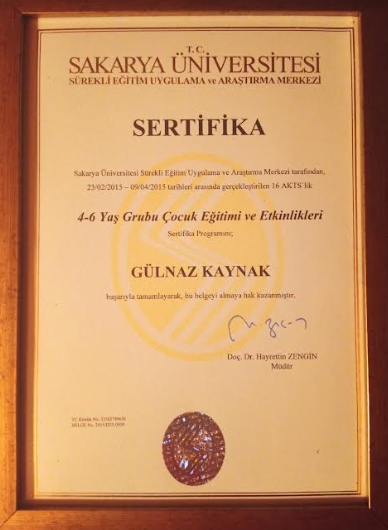 T.C.
SAKARYA ÜNİVERSİTESİ
SÜREKLİ EĞİTİM UYGULAMA ve ARAŞTIRMA MERKEZİ
SERTİFİKA
Sakarya Üniversitesi Sürekli Eğitim Uygulama ve Araştırma Merkezi tarafından,
23/02/2015 – 09/04/2015 tarihleri arasında gerçekleştirilen 16 AKTS'lik
4-6 Yaş Grubu Çocuk Eğitimi ve Etkinlikleri
Sertifika Programını;
GÜLNAZ KAYNAK
başarıyla tamamlayarak, bu belgeyi almaya hak kazanmıştır.
Doç. Dr. Hayrettin ZENGİN
Müdür